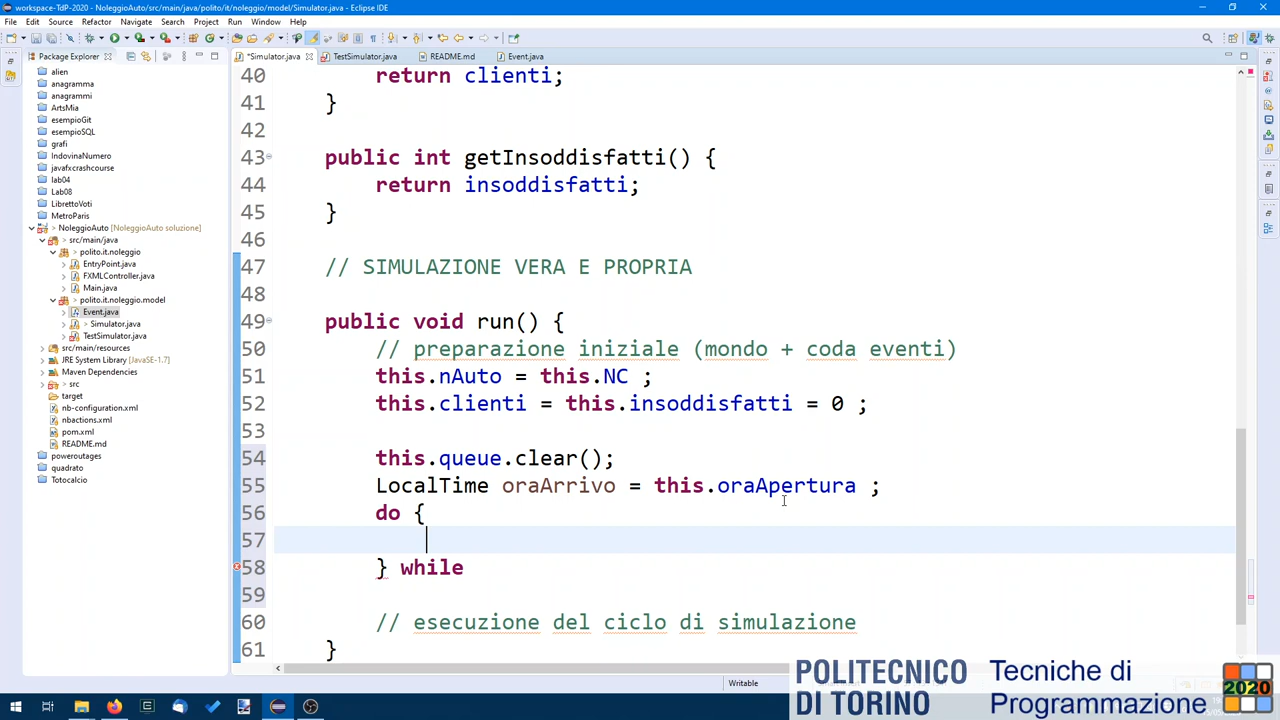 workspace-TdP-2020 - NoleggioAuto/src/main/java/polito/it/noleggio/model/Simulator.java - Eclipse IDE
File Edit Source Refactor Navigate Search Project Run Window Help
Package Explorer
*Simulator.java TestSimulator.java README.md Event.java
alien
anagramma
anagrammi
ArtsMia
esempioGit
esempioSQL
grafi
IndovinaNumero
javafxcrashcourse
lab04
Lab08
LibrettoVoti
MetroParis
> NoleggioAuto [NoleggioAuto soluzione]
> src/main/java
> polito.it.noleggio
> EntryPoint.java
> FXMLController.java
> Main.java
> polito.it.noleggio.model
Event.java
> Simulator.java
TestSimulator.java
src/main/resources
JRE System Library [JavaSE-1.7]
Maven Dependencies
> src
target
nb-configuration.xml
nbactions.xml
pom.xml
README.md
poweroutages
quadrato
Totocalcio
40 return clienti;
41 }
42
43 public int getInsoddisfatti() {
44 return insoddisfatti;
45 }
46
47 // SIMULAZIONE VERA E PROPRIA
48
49 public void run() {
50 // preparazione iniziale (mondo + coda eventi)
51 this.nAuto = this.NC ;
52 this.clienti = this.insoddisfatti = 0 ;
53
54 this.queue.clear();
55 LocalTime oraArrivo = this.oraApertura ;
56 do {
57
58 } while
59
60 // esecuzione del ciclo di simulazione
61 }
Writable
POLITECNICO
DI TORINO
Tecniche di
Programmazione
2020